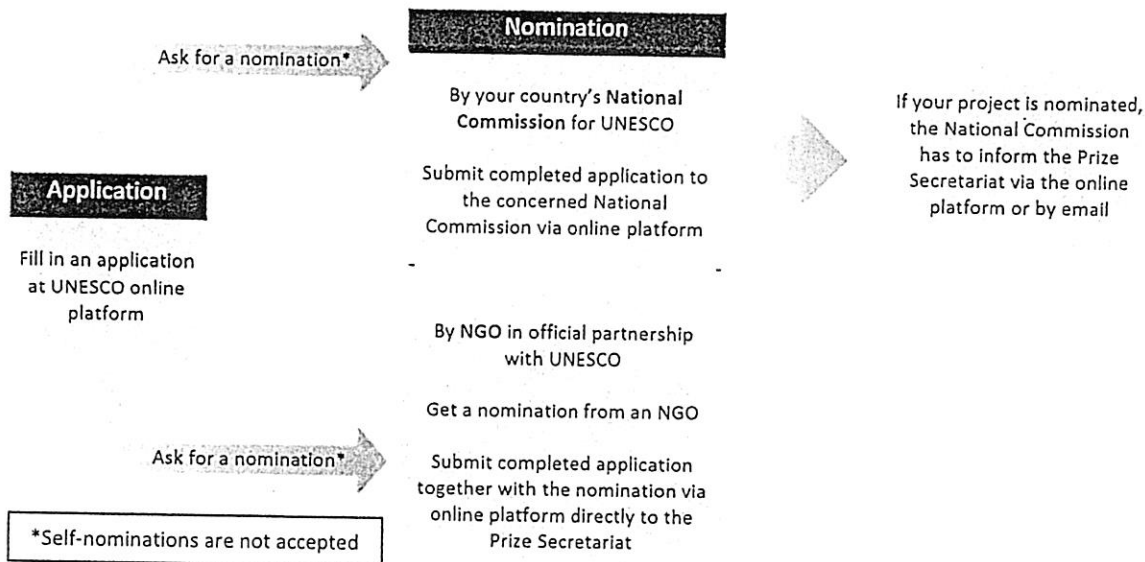 Application
Fill in an application
at UNESCO online
platform
Ask for a nomination*
Ask for a nomination*
*Self-nominations are not accepted
Nomination
By your country's National
Commission for UNESCO
Submit completed application to
the concerned National
Commission via online platform
-
-
By NGO in official partnership
with UNESCO
Get a nomination from an NGO
Submit completed application
together with the nomination via
online platform directly to the
Prize Secretariat
If your project is nominated,
the National Commission
has to inform the Prize
Secretariat via the online
platform or by email